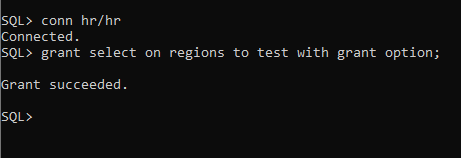 SQL> conn hr/hr
Connected.
SQL> grant select on regions to test with grant option;
Grant succeeded.
SQL>